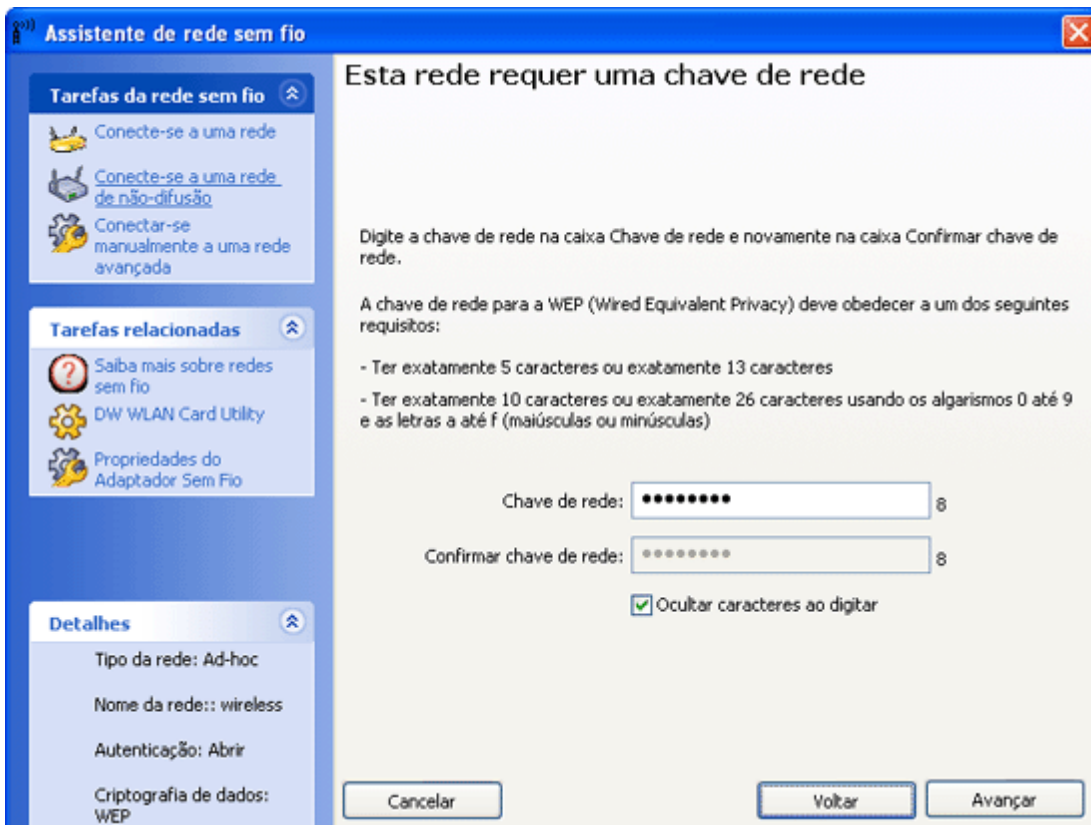 Assistente de rede sem fio
Tarefas da rede sem fio
Conecte-se a uma rede
Conecte-se a uma rede
de não-difusão
Conectar-se
manualmente a uma rede
avançada
Tarefas relacionadas
Saiba mais sobre redes
sem fio
DW WLAN Card Utility
Propriedades do
Adaptador Sem Fio
Detalhes
Tipo da rede: Ad-hoc
Nome da rede:: wireless
Autenticação: Abrir
Criptografia de dados:
WEP
Esta rede requer uma chave de rede
Digite a chave de rede na caixa Chave de rede e novamente na caixa Confirmar chave de
rede.
A chave de rede para a WEP (Wired Equivalent Privacy) deve obedecer a um dos seguintes
requisitos:
- Ter exatamente 5 caracteres ou exatamente 13 caracteres
- Ter exatamente 10 caracteres ou exatamente 26 caracteres usando os algarismos 0 até 9
e as letras a até f (maiúsculas ou minúsculas)
Chave de rede: •••••••• 8
Confirmar chave de rede: •••••••• 8
Ocultar caracteres ao digitar
Cancelar Voltar Avançar